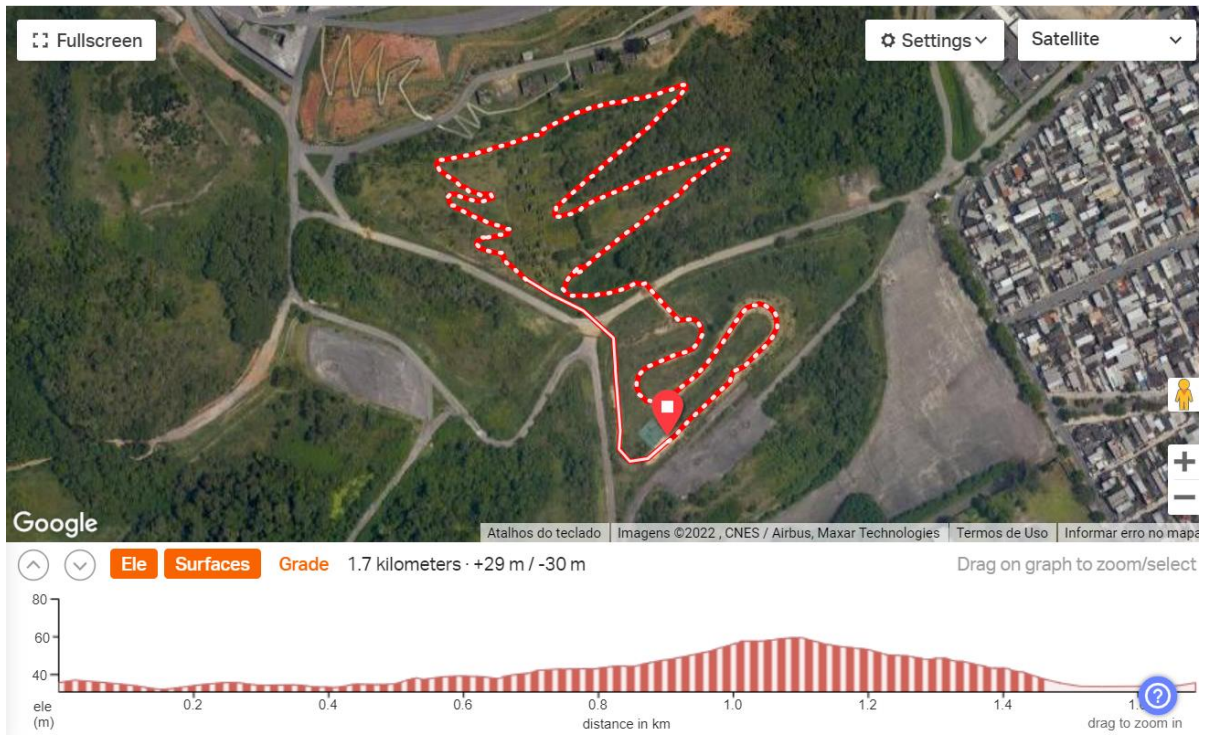 Fullscreen
Settings
Satellite
Google
Atalhos do teclado
Imagens ©2022 , CNES / Airbus, Maxar Technologies
Termos de Uso
Informar erro no mapa
Ele
Surfaces
Grade
1.7 kilometers · +29 m / -30 m
Drag on graph to zoom/select
80
60
40
ele
(m)
0.2
0.4
0.6
0.8
1.0
1.2
1.4
distance in km
drag to zoom in